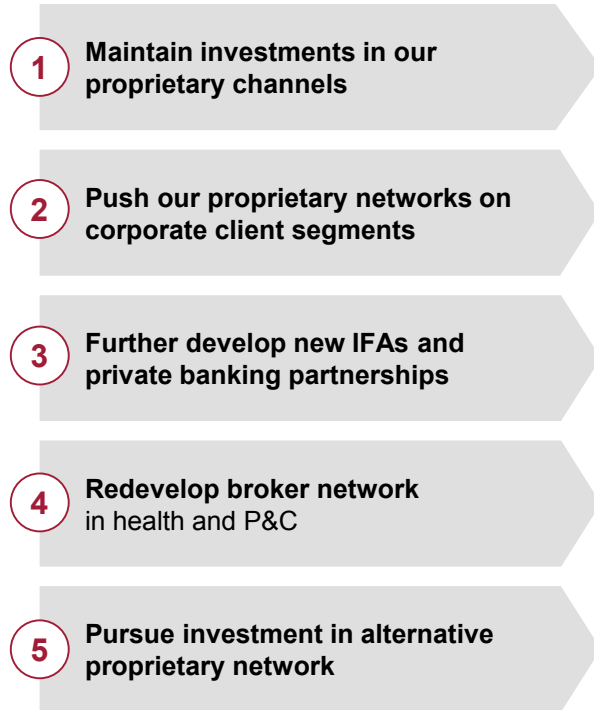 1
Maintain investments in our
proprietary channels
2
Push our proprietary networks on
corporate client segments
3
Further develop new IFAs and
private banking partnerships
4
Redevelop broker network
in health and P&C
5
Pursue investment in alternative
proprietary network